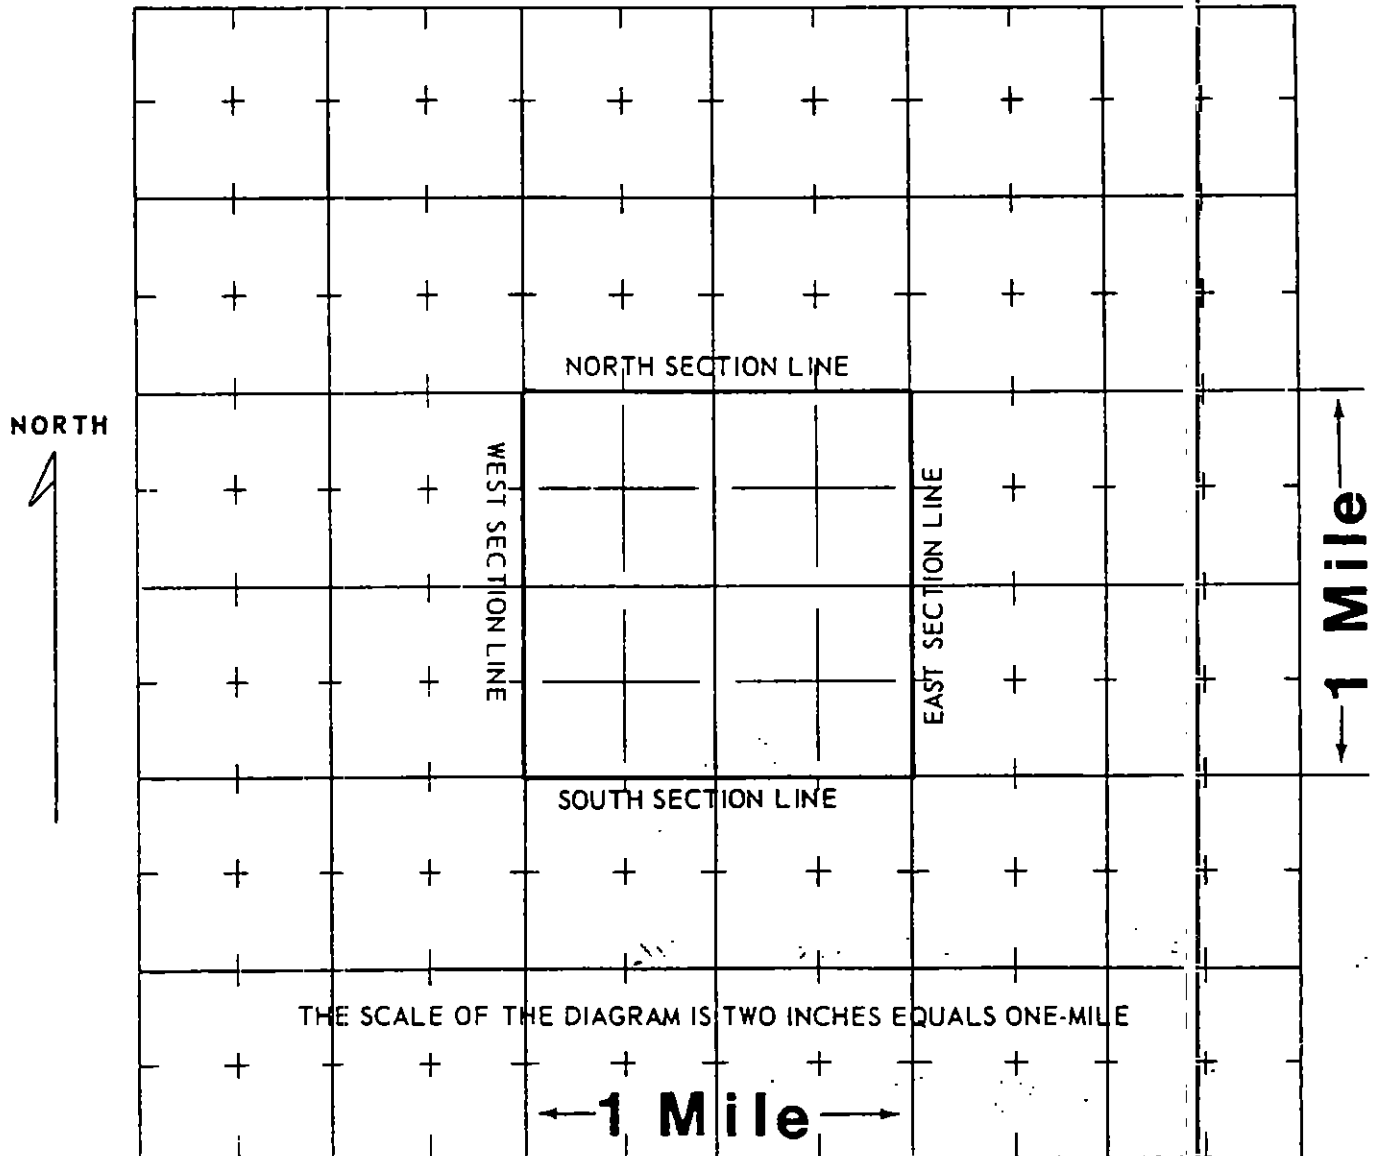 NORTH SECTION LINE
NORTH
WEST SECTION LINE
EAST SECTION LINE
1 Mile
SOUTH SECTION LINE
THE SCALE OF THE DIAGRAM IS TWO INCHES EQUALS ONE-MILE
1 Mile